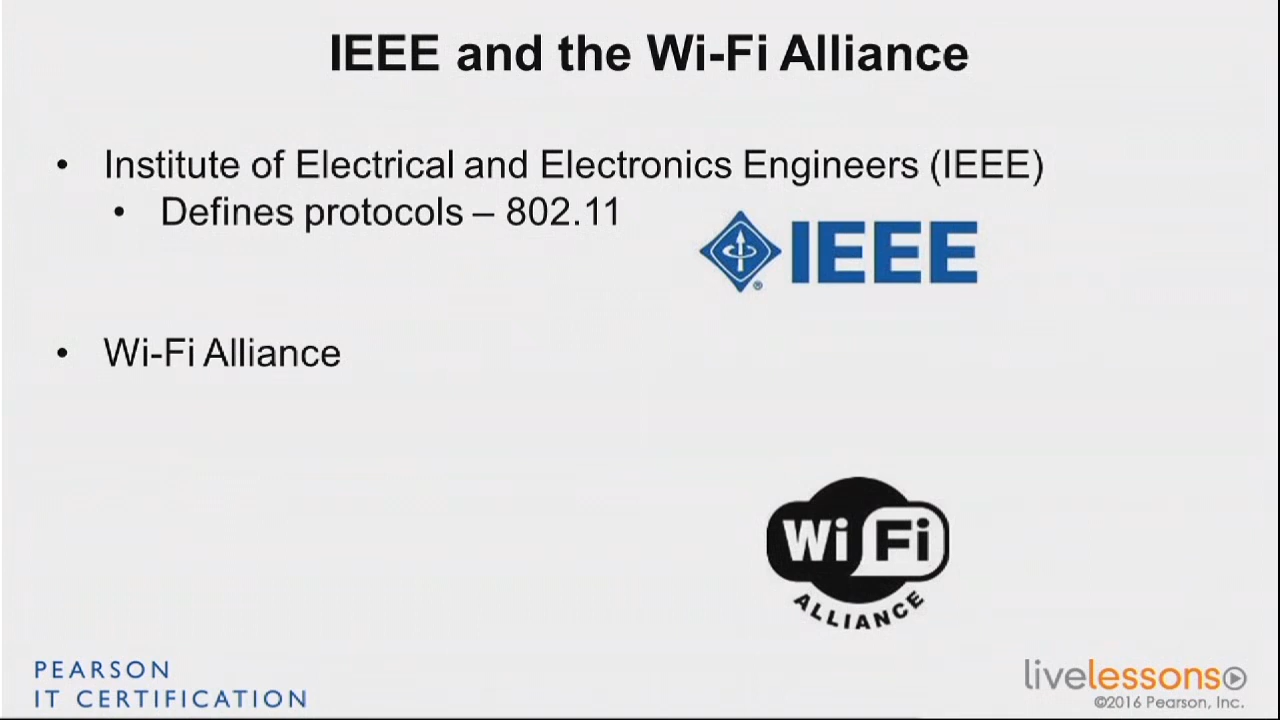 IEEE and the Wi-Fi Alliance
• Institute of Electrical and Electronics Engineers (IEEE)
• Defines protocols – 802.11
IEEE
®
• Wi-Fi Alliance
Wi Fi
ALLIANCE
PEARSON
IT CERTIFICATION
livelessons
©2016 Pearson, Inc.